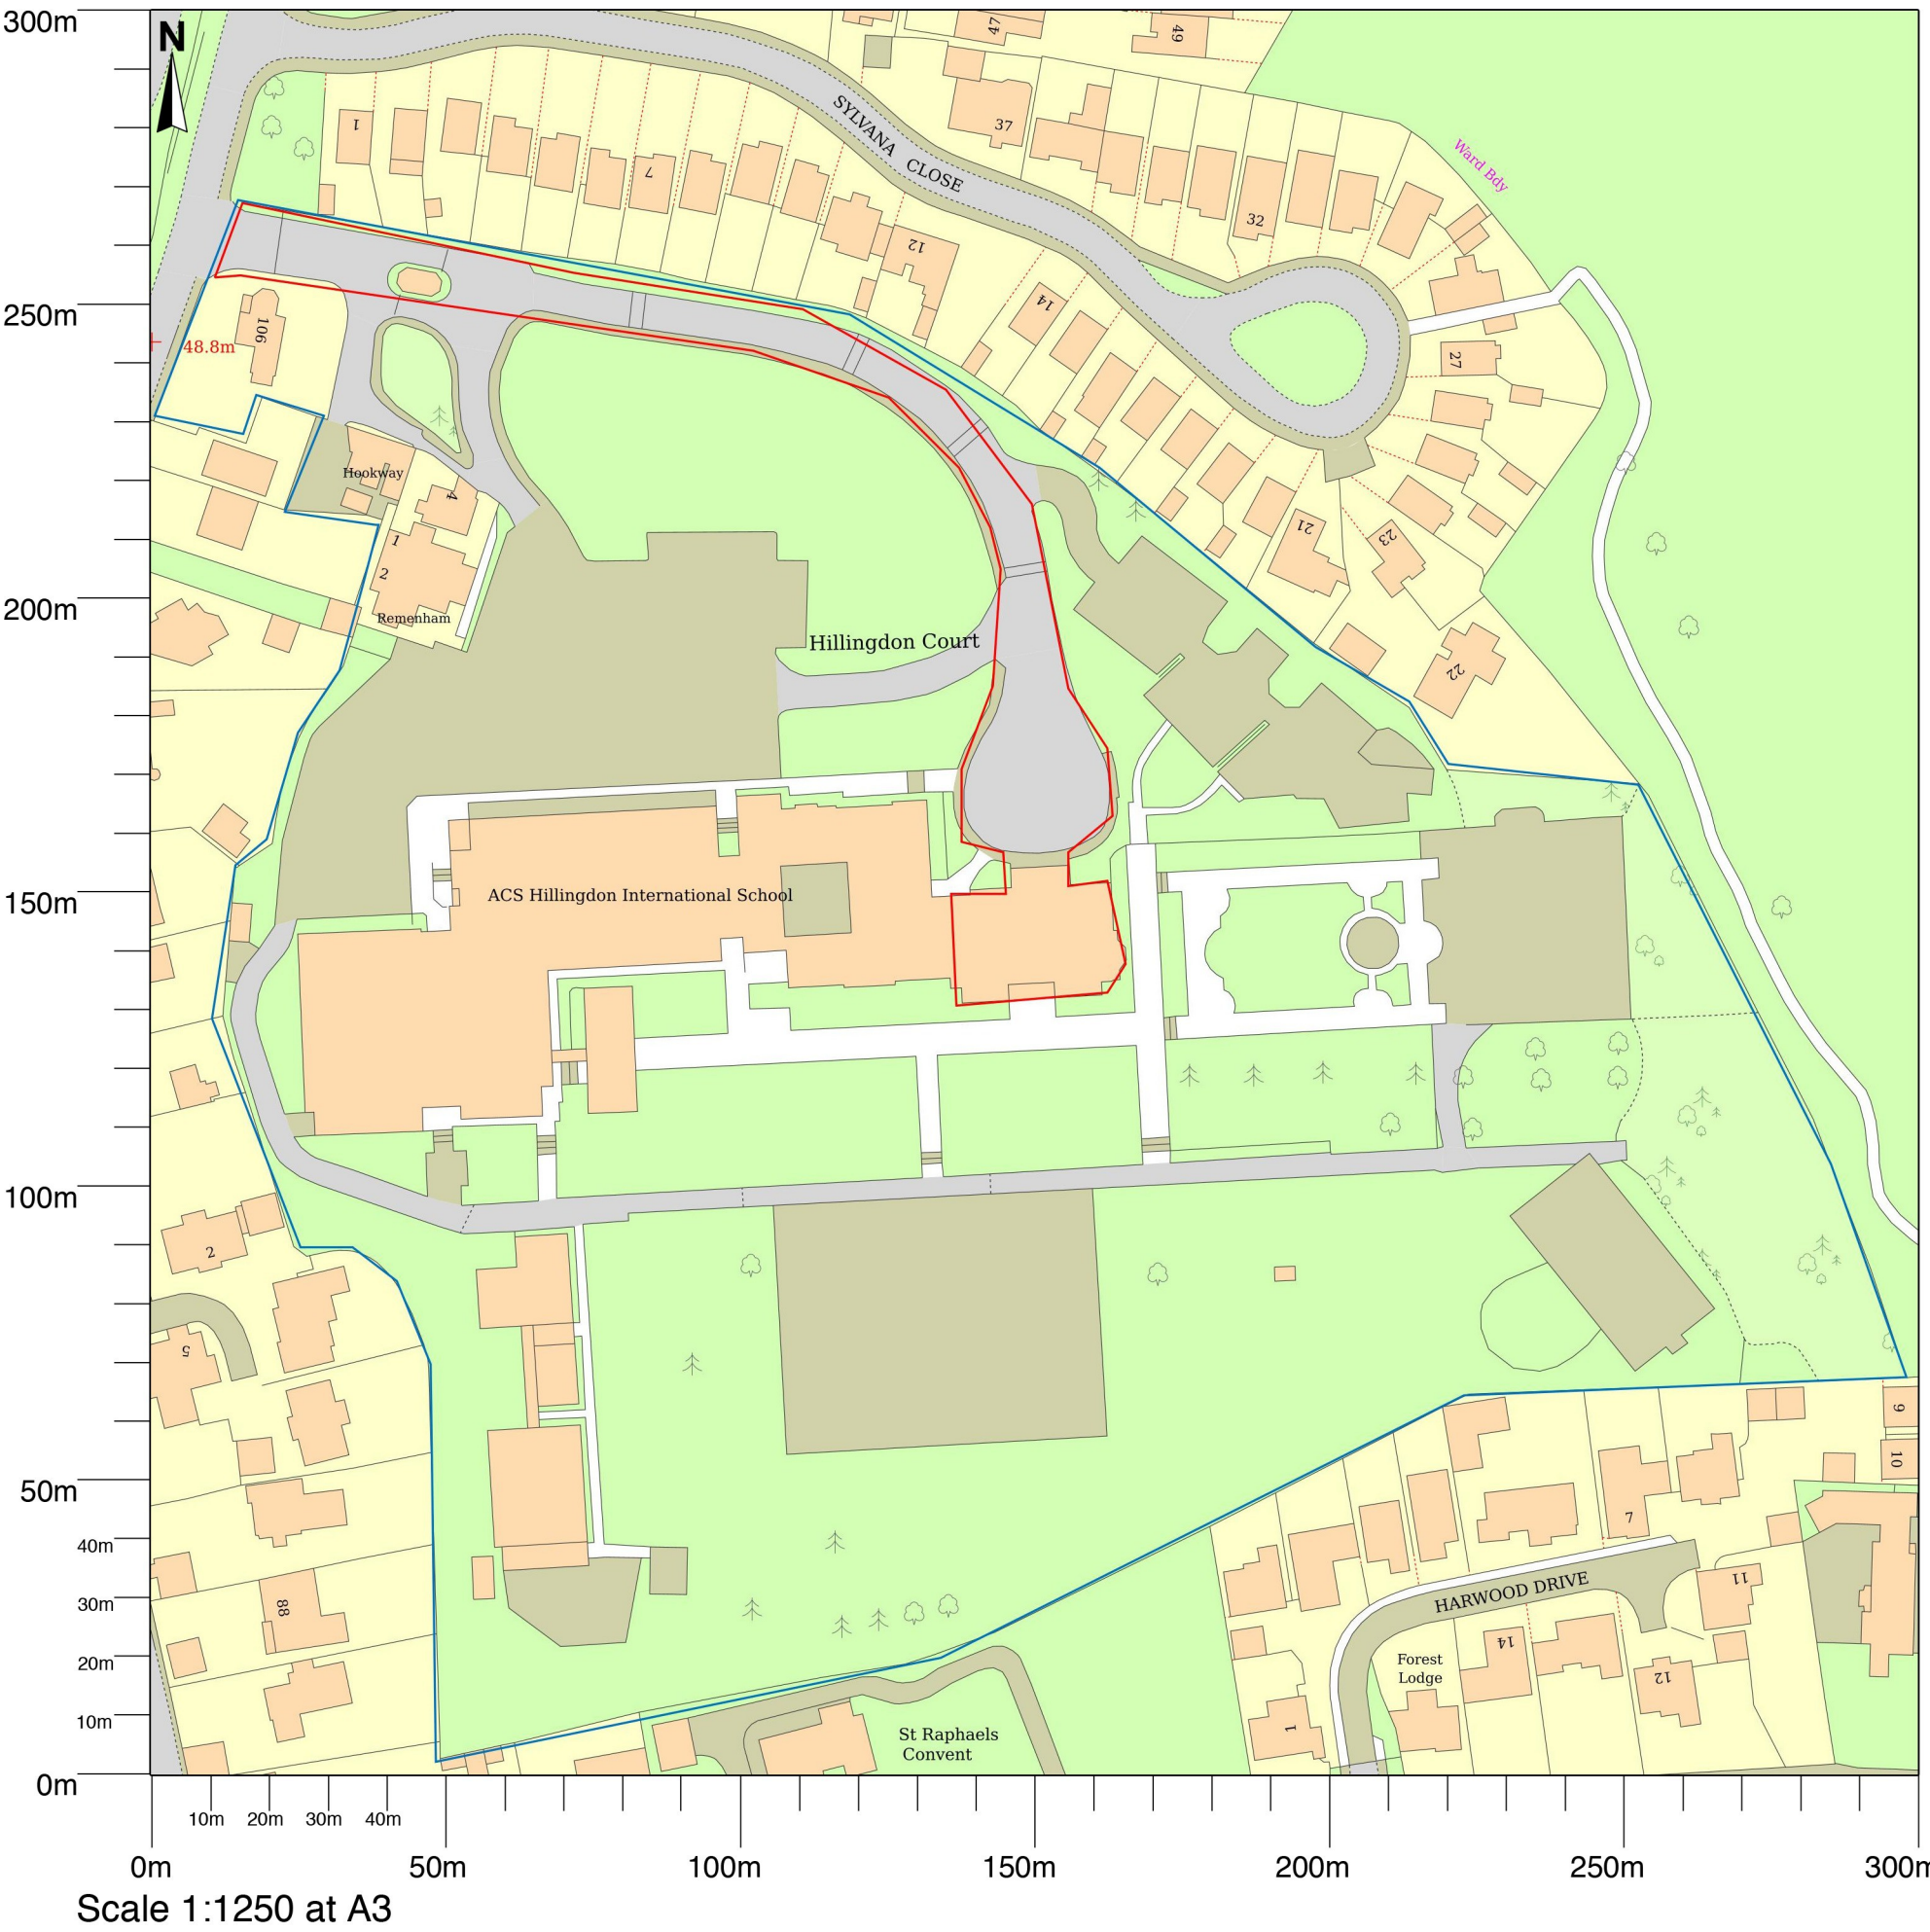 300m
N
47
49
SYLVANA CLOSE
37
1
7
Ward Bdy
32
12
250m
14
106
48.8m
27
Hookway
4
21
23
1
2
200m
Remenham
Hillingdon Court
22
150m
ACS Hillingdon International School
100m
2
5
9
10
50m
7
40m
11
HARWOOD DRIVE
30m
88
14
20m
Forest
Lodge
12
10m
1
St Raphaels
Convent
0m
10m 20m 30m 40m
0m 50m 100m 150m 200m 250m 300m
Scale 1:1250 at A3